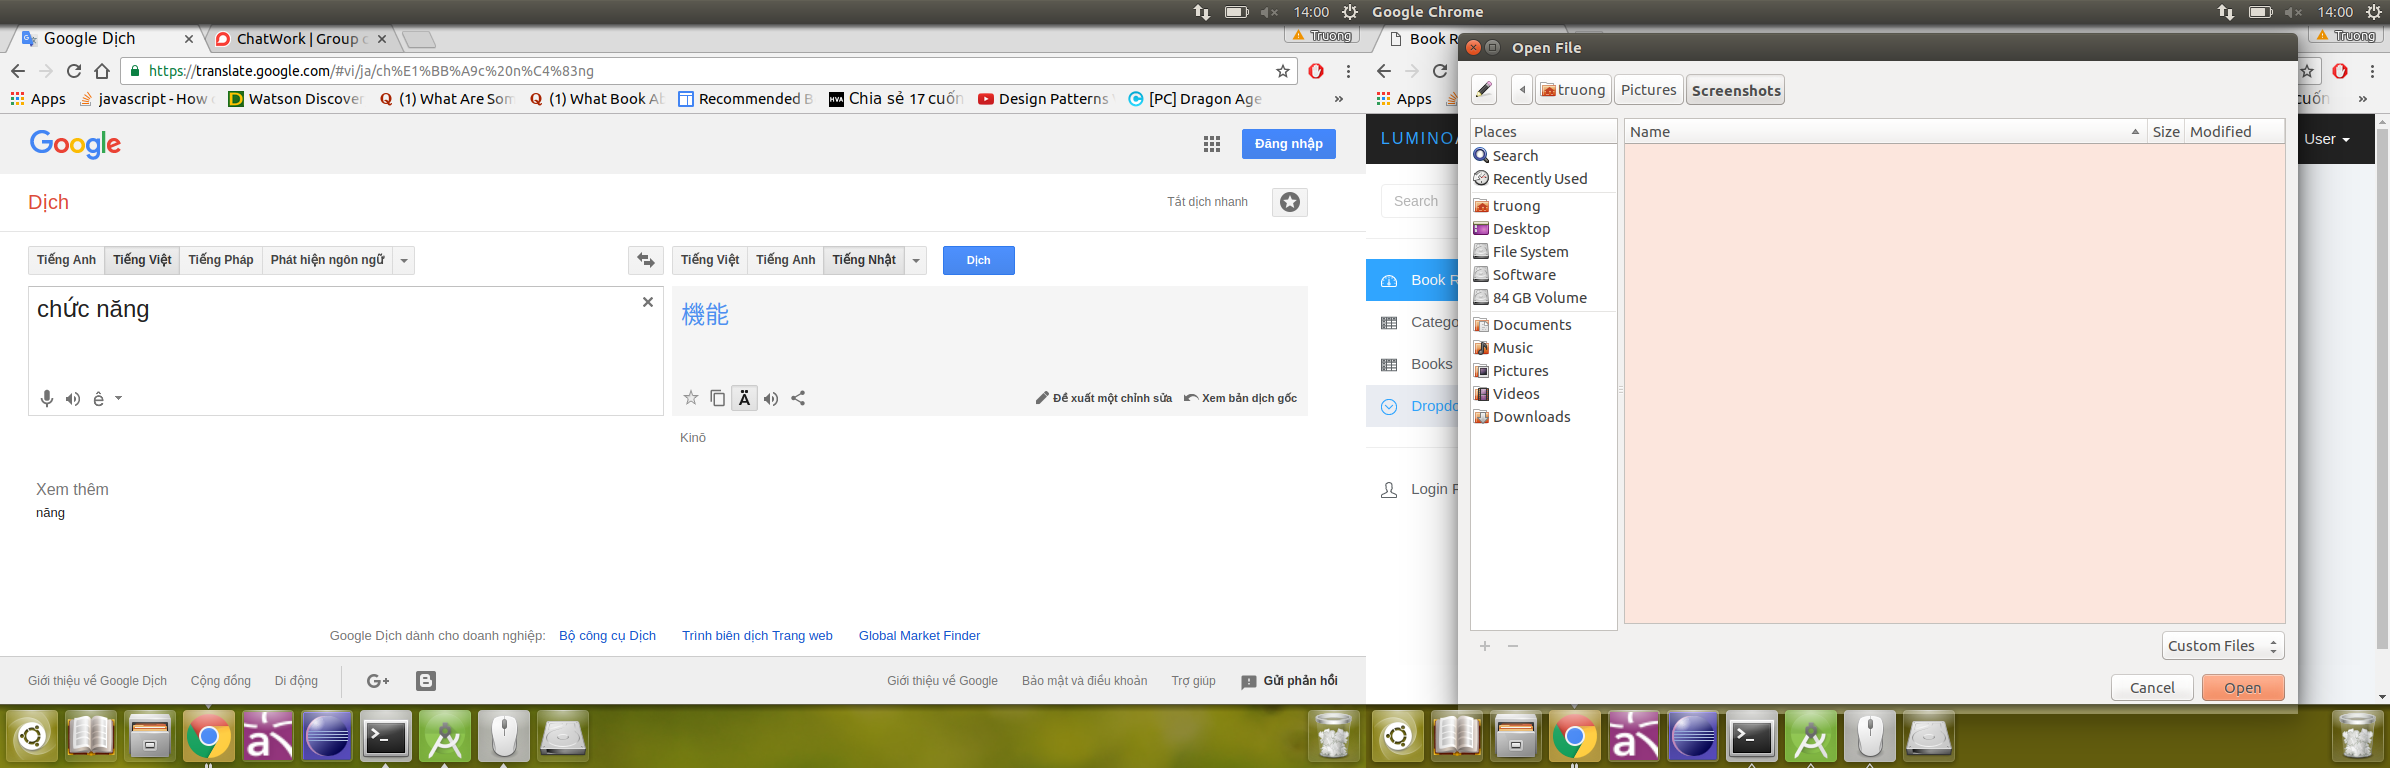 14:00
Google Chrome
14:00
Google Dịch
ChatWork | Group
Truong
Book R
Truong
Open File
https://translate.google.com/#vi/ja/ch%E1%BB%A9c%20n%C4%83ng
truong
Pictures
Screenshots
Apps
javascript - How
Watson Discover
(1) What Are Som
(1) What Book Ab
Recommended B
Chia sẻ 17 cuốn
Design Patterns
[PC] Dragon Age
»
Apps
cuốn
»
Google
Đăng nhập
LUMINO
User
Dịch
Tắt dịch nhanh
Search
Tiếng Anh
Tiếng Việt
Tiếng Pháp
Phát hiện ngôn ngữ
Tiếng Việt
Tiếng Anh
Tiếng Nhật
Dịch
chức năng
機能
ê
Ä
Đề xuất một chỉnh sửa
Xem bản dịch gốc
Kinō
Xem thêm
năng
Google Dịch dành cho doanh nghiệp:
Bộ công cụ Dịch
Trình biên dịch Trang web
Global Market Finder
Giới thiệu về Google Dịch
Cộng đồng
Di động
G+
Giới thiệu về Google
Bảo mật và điều khoản
Trợ giúp
Gửi phản hồi
Book R
Catego
Books
Dropdo
Login P
Places
Search
Recently Used
truong
Desktop
File System
Software
84 GB Volume
Documents
Music
Pictures
Videos
Downloads
Name
Size
Modified
Custom Files
Cancel
Open